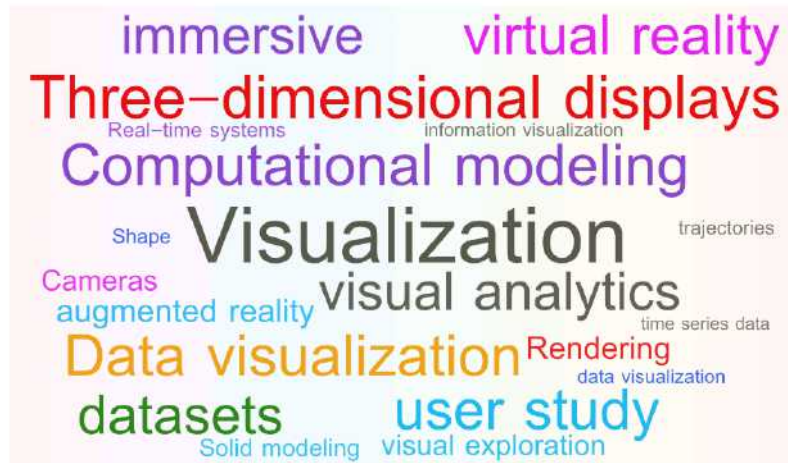 immersive virtual reality
Three-dimensional displays
Real-time systems information visualization
Computational modeling
Visualization
Shape trajectories
Cameras visual analytics
augmented reality
time series data
Data visualization Rendering
data visualization
datasets user study
Solid modeling visual exploration